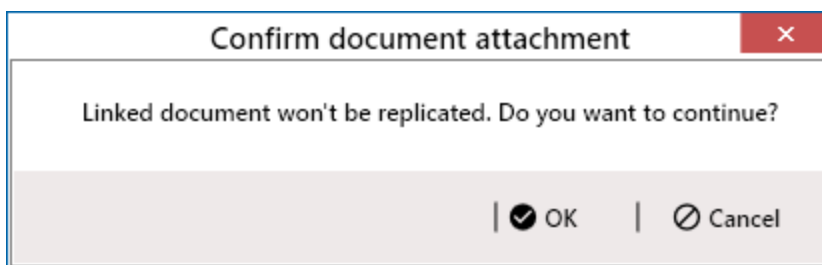 Confirm document attachment
Linked document won't be replicated. Do you want to continue?
OK
Cancel